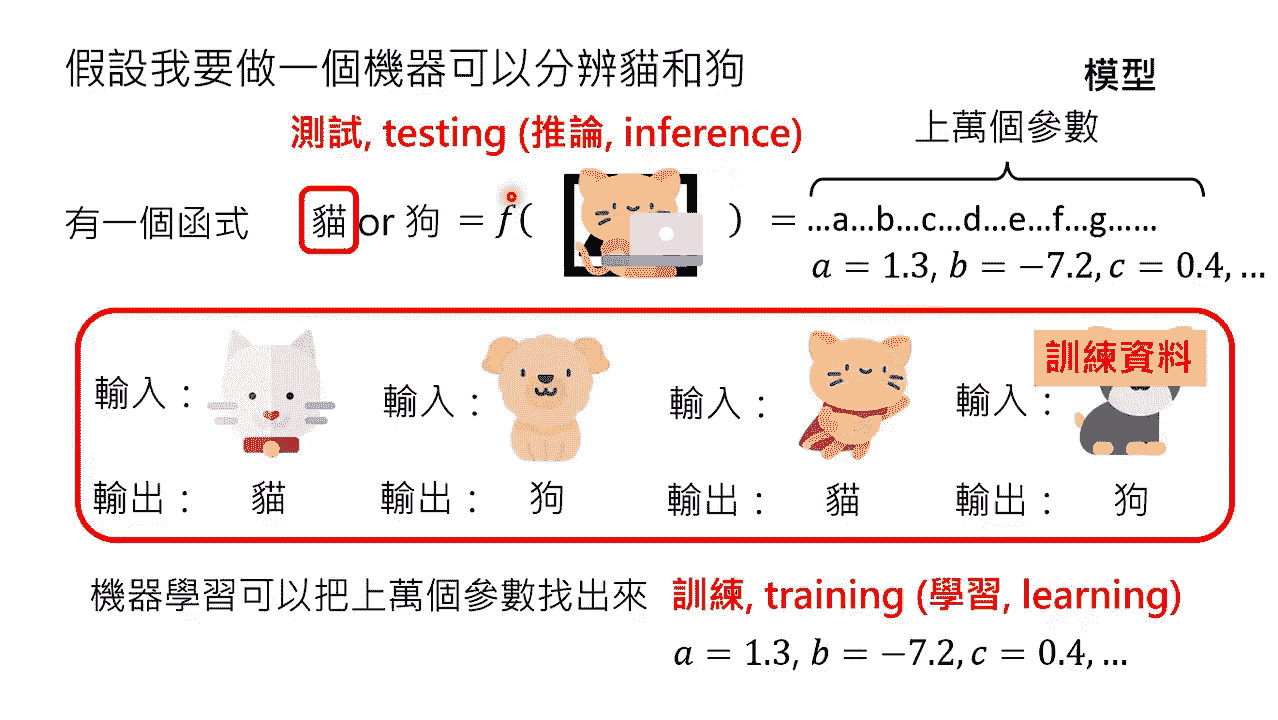 假設我要做一個機器可以分辨貓和狗
模型
測試, testing (推論, inference)
上萬個參數
有一個函式 貓 or 狗 = f( ) = …a…b…c…d…e…f…g……
a = 1.3, b = −7.2, c = 0.4, …
訓練資料
輸入： 輸入： 輸入： 輸入：
輸出： 貓 輸出： 狗 輸出： 貓 輸出： 狗
機器學習可以把上萬個參數找出來 訓練, training (學習, learning)
a = 1.3, b = −7.2, c = 0.4, …